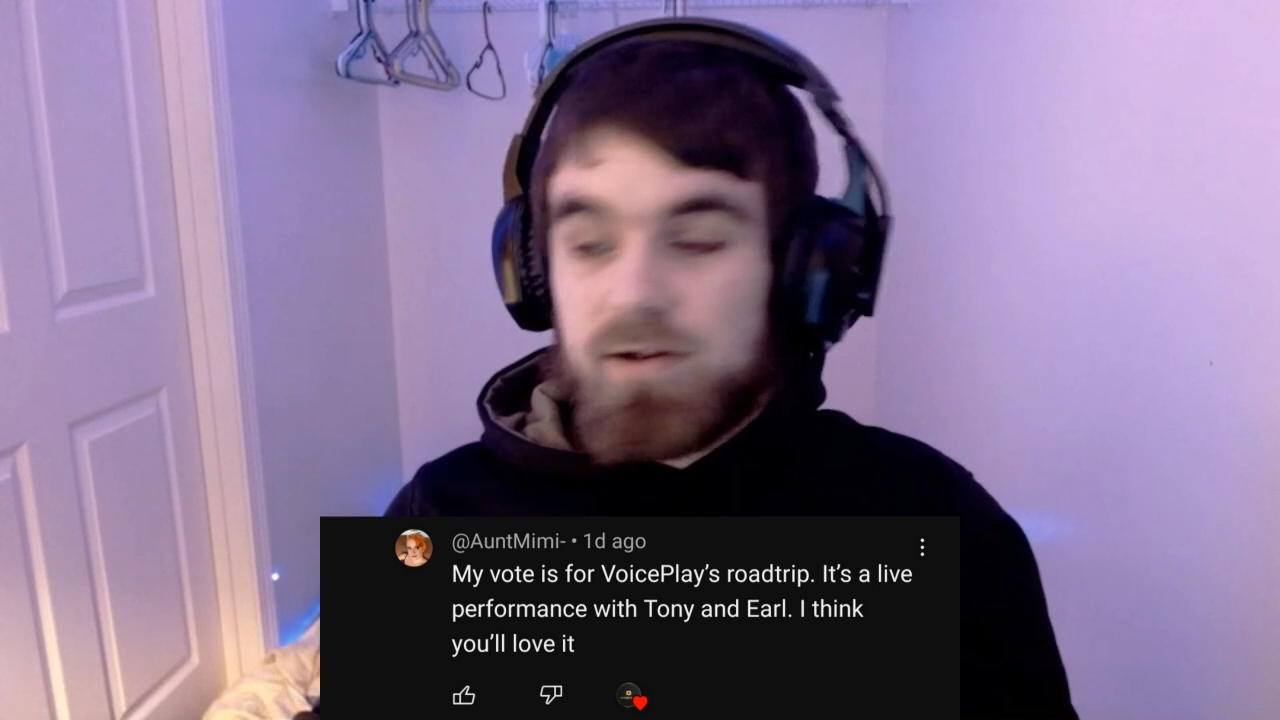 @AuntMimi- • 1d ago
My vote is for VoicePlay’s roadtrip. It’s a live
performance with Tony and Earl. I think
you’ll love it